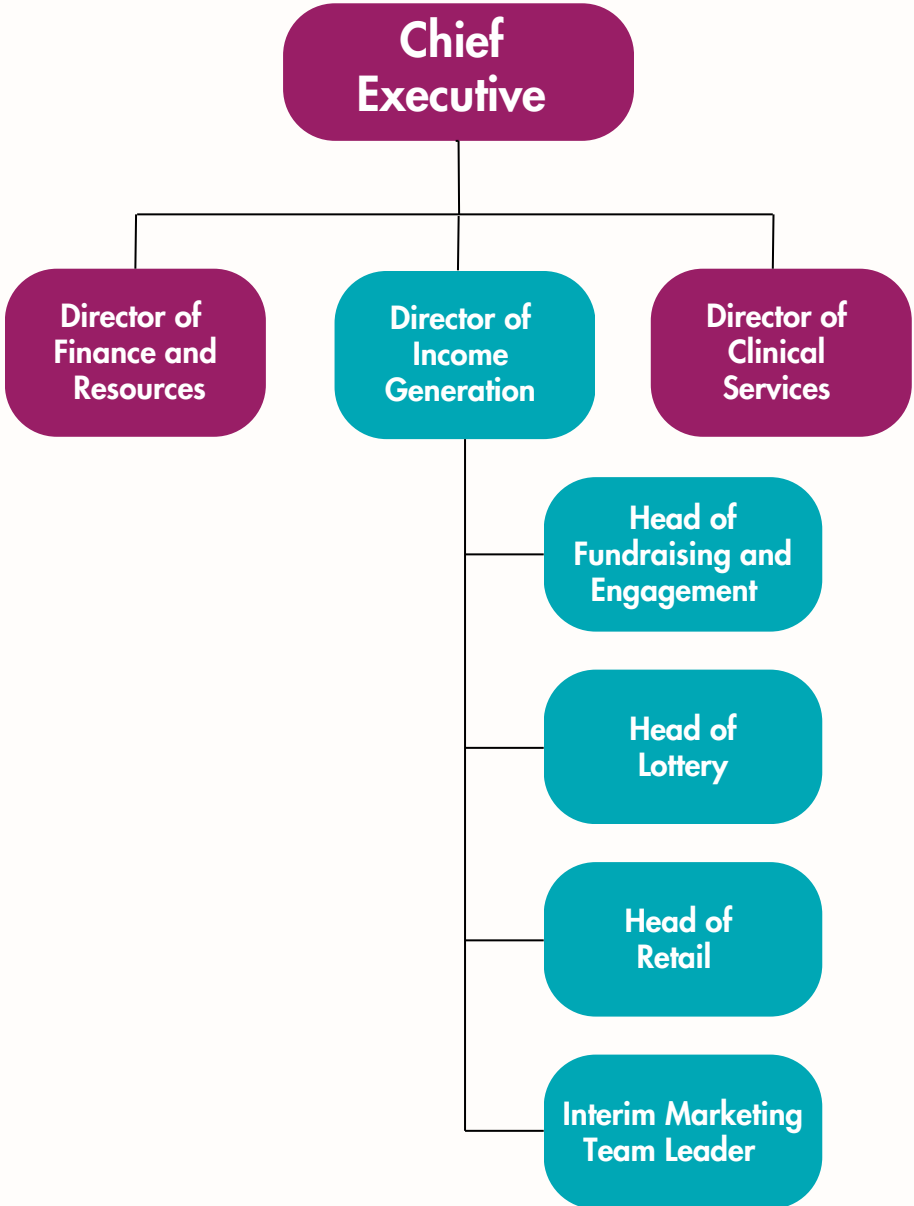 Chief
Executive
Director of
Finance and
Resources
Director of
Income
Generation
Director of
Clinical
Services
Head of
Fundraising and
Engagement
Head of
Lottery
Head of
Retail
Interim Marketing
Team Leader